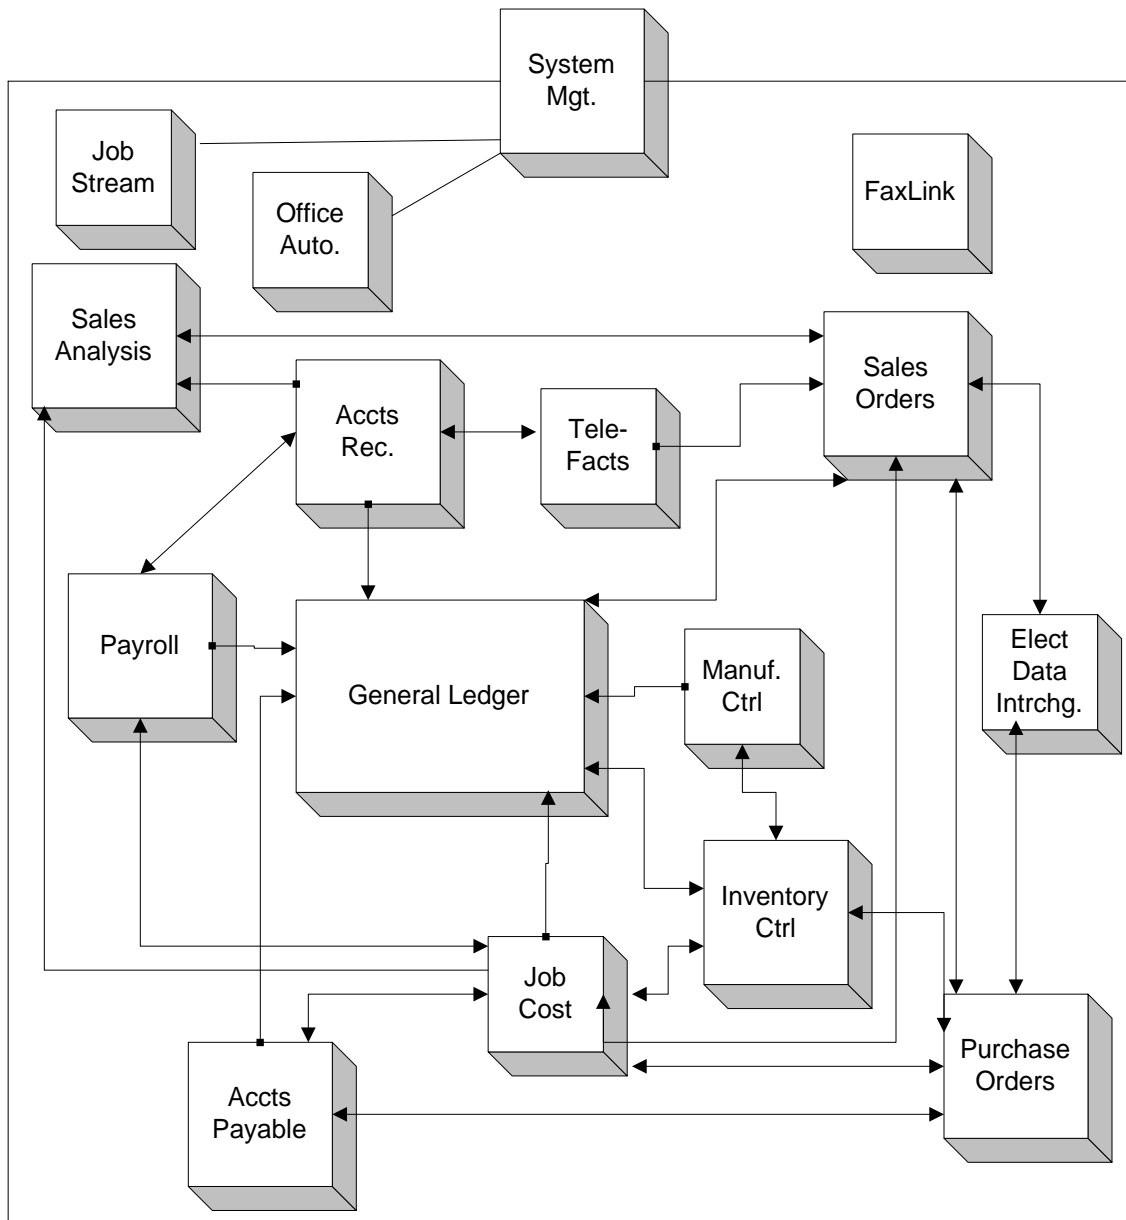 System
Mgt.
Job
Stream
Office
Auto.
FaxLink
Sales
Analysis
Sales
Orders
Accts
Rec.
Tele-
Facts
Payroll
General Ledger
Manuf.
Ctrl
Elect
Data
Intrchg.
Inventory
Ctrl
Job
Cost
Purchase
Orders
Accts
Payable